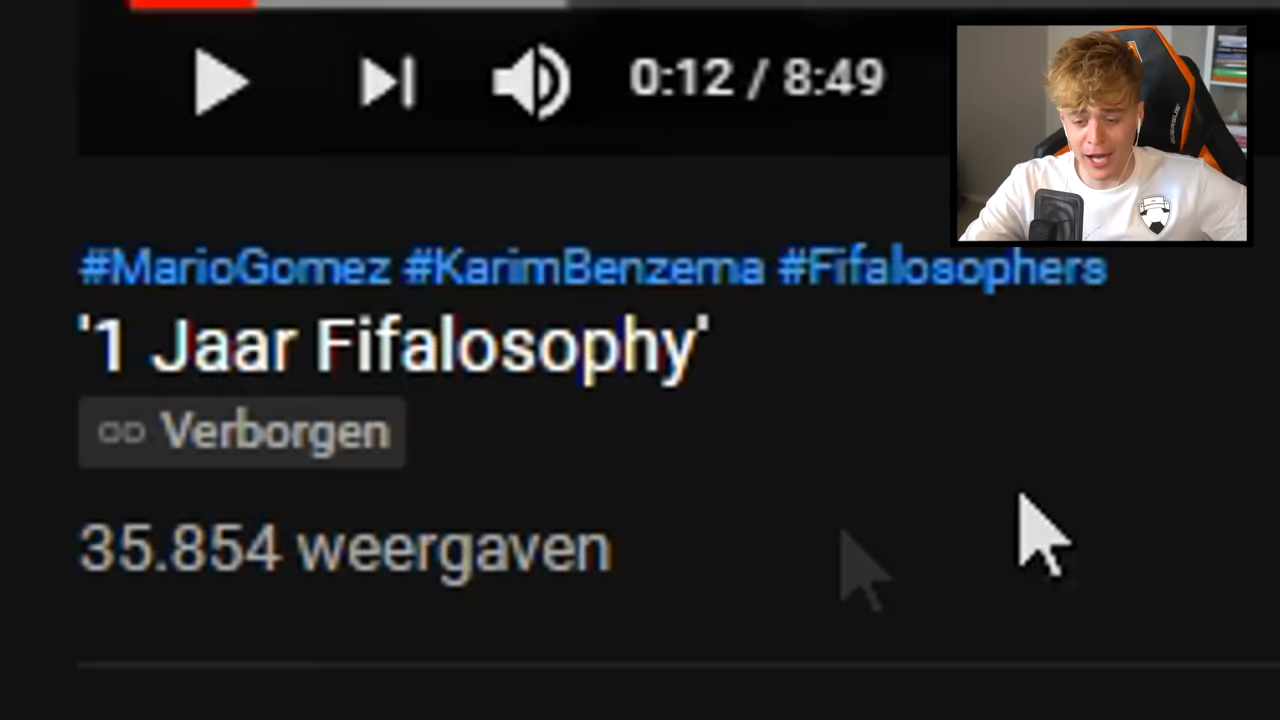 0:12 / 8:49
#MarioGomez #KarimBenzema #Fifalosophers
'1 Jaar Fifalosophy'
Verborgen
35.854 weergaven